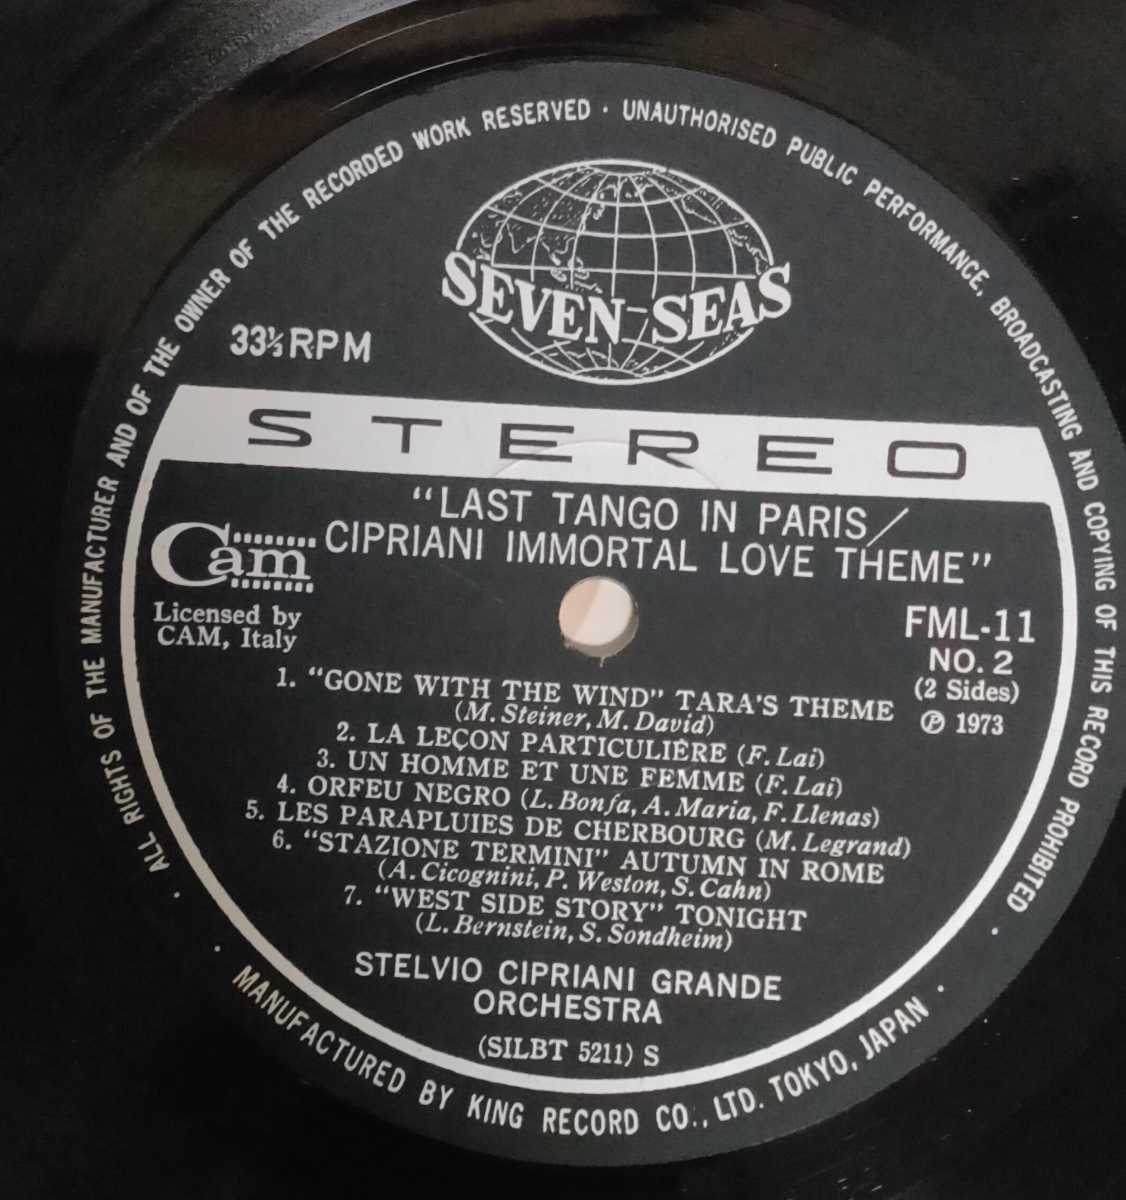 · ALL RIGHTS OF THE MANUFACTURER AND OF THE OWNER OF THE RECORDED WORK RESERVED · UNAUTHORISED PUBLIC PERFORMANCE, BROADCASTING AND COPYING OF THIS RECORD PROHIBITED ·
SEVEN-SEAS
33⅓ RPM
STEREO
"LAST TANGO IN PARIS/
CIPRIANI IMMORTAL LOVE THEME"
Cam
Licensed by
CAM, Italy
FML-11
NO. 2
(2 Sides)
℗ 1973
1. "GONE WITH THE WIND" TARA'S THEME
(M. Steiner, M. David)
2. LA LEÇON PARTICULIÈRE (F. Lai)
3. UN HOMME ET UNE FEMME (F. Lai)
4. ORFEU NEGRO (L. Bonfa, A. Maria, F. Llenas)
5. LES PARAPLUIES DE CHERBOURG (M. Legrand)
6. "STAZIONE TERMINI" AUTUMN IN ROME
(A. Cicognini, P. Weston, S. Cahn)
7. "WEST SIDE STORY" TONIGHT
(L. Bernstein, S. Sondheim)
STELVIO CIPRIANI GRANDE
ORCHESTRA
(SILBT 5211) S
· MANUFACTURED BY KING RECORD CO., LTD. TOKYO, JAPAN ·